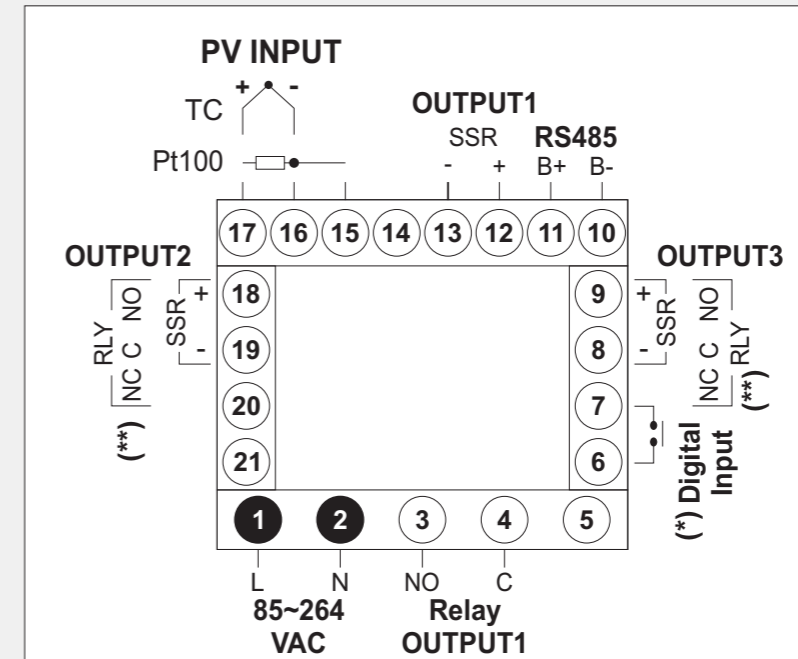 PV INPUT
+ -
TC
Pt100
OUTPUT1
SSR
- +
RS485
B+ B-
17 16 15 14 13 12 11 10
OUTPUT2
RLY
NC C NO
(**)
SSR
+
-
18
19
20
21
OUTPUT3
9
8
7
6
+
-
SSR
NC C NO
RLY
(**)
(*) Digital
Input
1 2 3 4 5
L N NO C
85~264
VAC
Relay
OUTPUT1